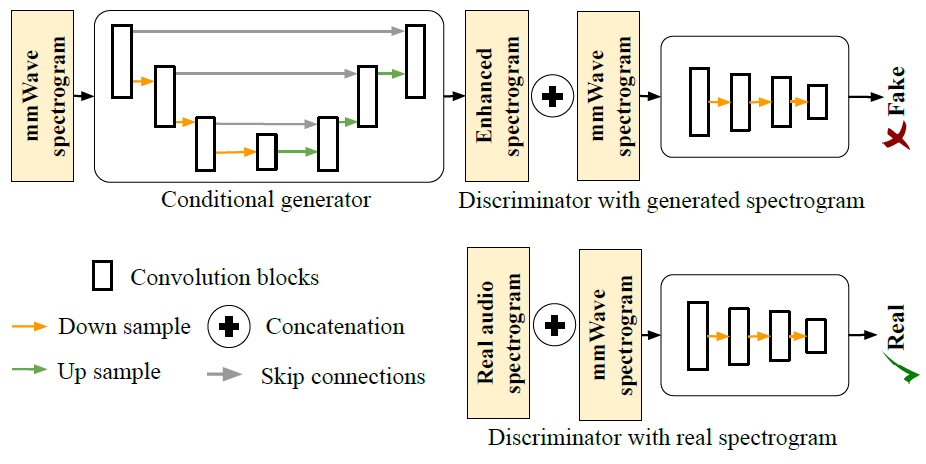 mmWave
spectrogram
Conditional generator
Enhanced
spectrogram
mmWave
spectrogram
Fake
Discriminator with generated spectrogram
Convolution blocks
Down sample
Concatenation
Up sample
Skip connections
Real audio
spectrogram
mmWave
spectrogram
Real
Discriminator with real spectrogram